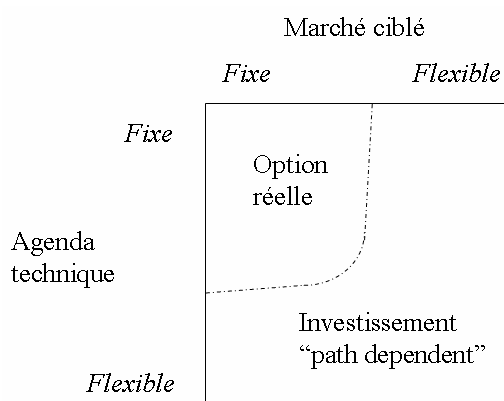 Marché ciblé
Fixe
Flexible
Fixe
Option
réelle
Agenda
technique
Investissement
“path dependent”
Flexible